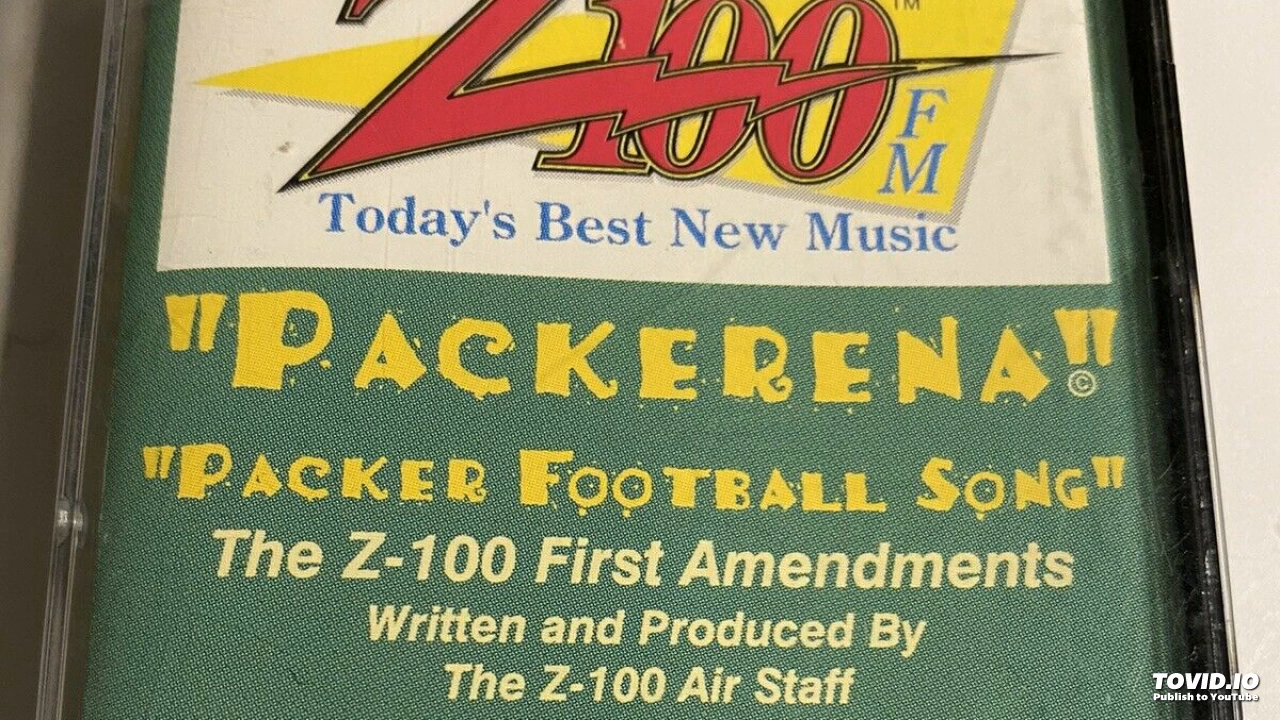 Z100 ™
FM
Today's Best New Music
"PACKERENA"©
"PACKER FOOTBALL SONG"
The Z-100 First Amendments
Written and Produced By
The Z-100 Air Staff
TOVID.IO
Publish to YouTube